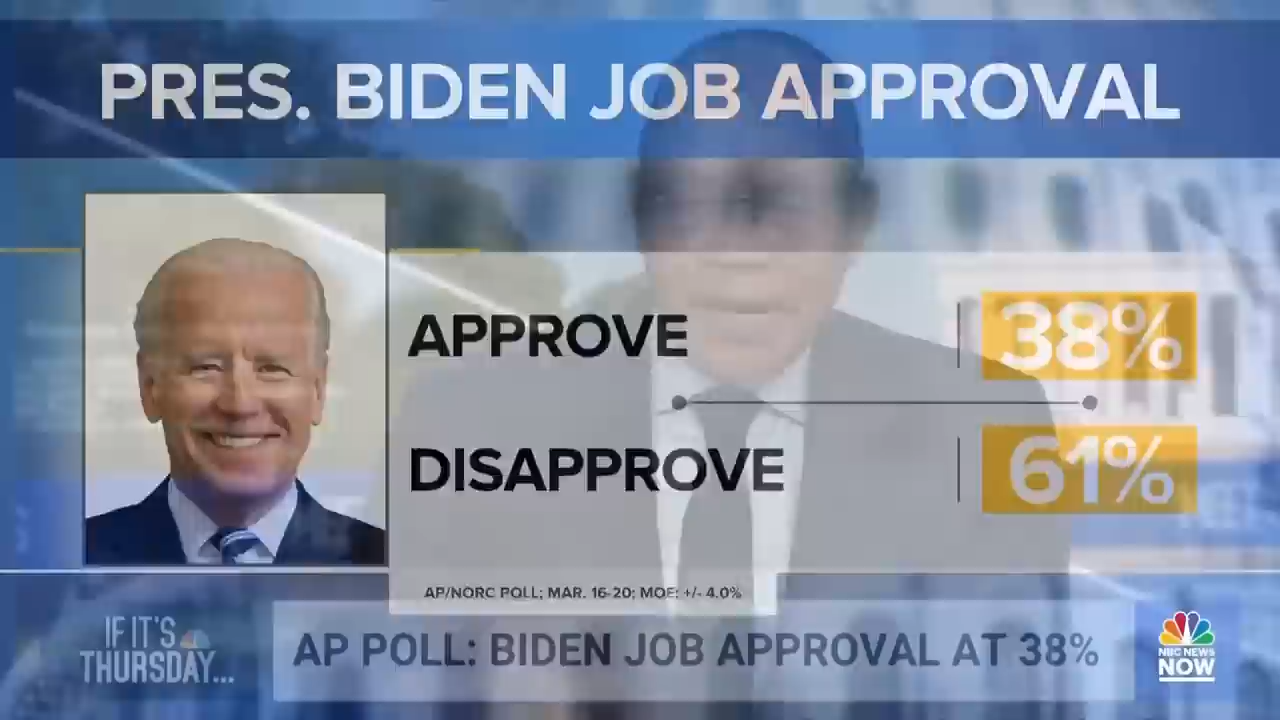 PRES. BIDEN JOB APPROVAL
APPROVE
38%
DISAPPROVE
61%
AP/NORC POLL; MAR. 16-20; MOE: +/- 4.0%
IF IT'S
THURSDAY...
AP POLL: BIDEN JOB APPROVAL AT 38%
NBC NEWS
NOW